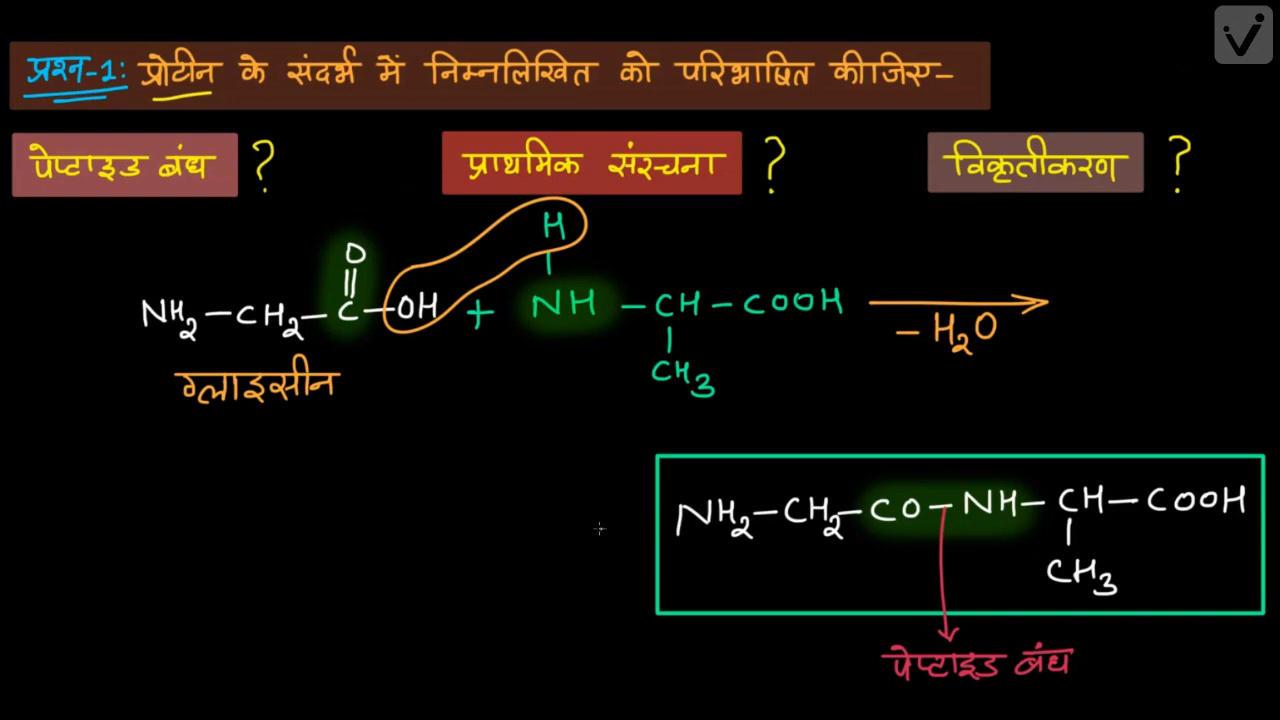 प्रश्न-1: प्रोटीन के संदर्भ में निम्नलिखित को परिभाषित कीजिए-
पेप्टाइड बंध ? प्राथमिक संरचना ? विकृतीकरण ?
O H
||  |
NH₂-CH₂-C-OH + NH-CH-COOH →
|
-H₂O
CH₃
ग्लाइसीन
NH₂-CH₂-CO-NH-CH-COOH
|
CH₃
पेप्टाइड बंध